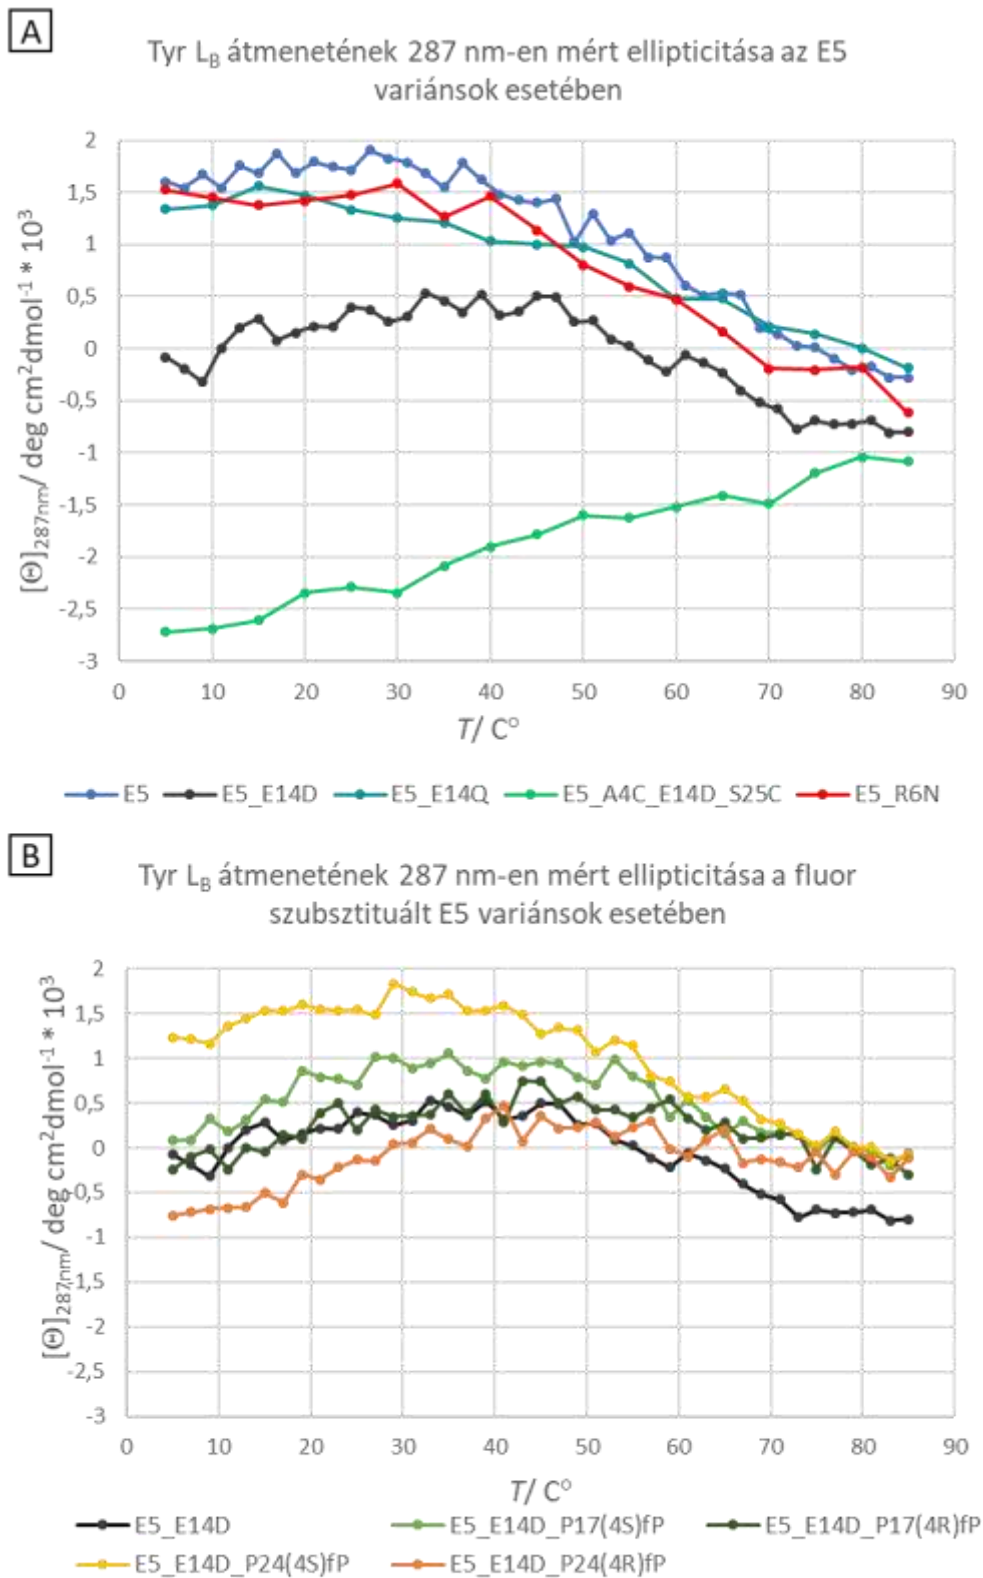 A
Tyr L_B átmenetének 287 nm-en mért ellipticitása az E5
variánsok esetében
[Θ]287nm/ deg cm²dmol⁻¹ * 10³
2
1,5
1
0,5
0
-0,5
-1
-1,5
-2
-2,5
-3
0 10 20 30 40 50 60 70 80 90
T/ Cᴼ
E5 E5_E14D E5_E14Q E5_A4C_E14D_S25C E5_R6N
B
Tyr L_B átmenetének 287 nm-en mért ellipticitása a fluor
szubsztituált E5 variánsok esetében
[Θ]287nm/ deg cm²dmol⁻¹ * 10³
2
1,5
1
0,5
0
-0,5
-1
-1,5
-2
-2,5
-3
0 10 20 30 40 50 60 70 80 90
T/ Cᴼ
E5_E14D E5_E14D_P17(4S)fP E5_E14D_P17(4R)fP
E5_E14D_P24(4S)fP E5_E14D_P24(4R)fP